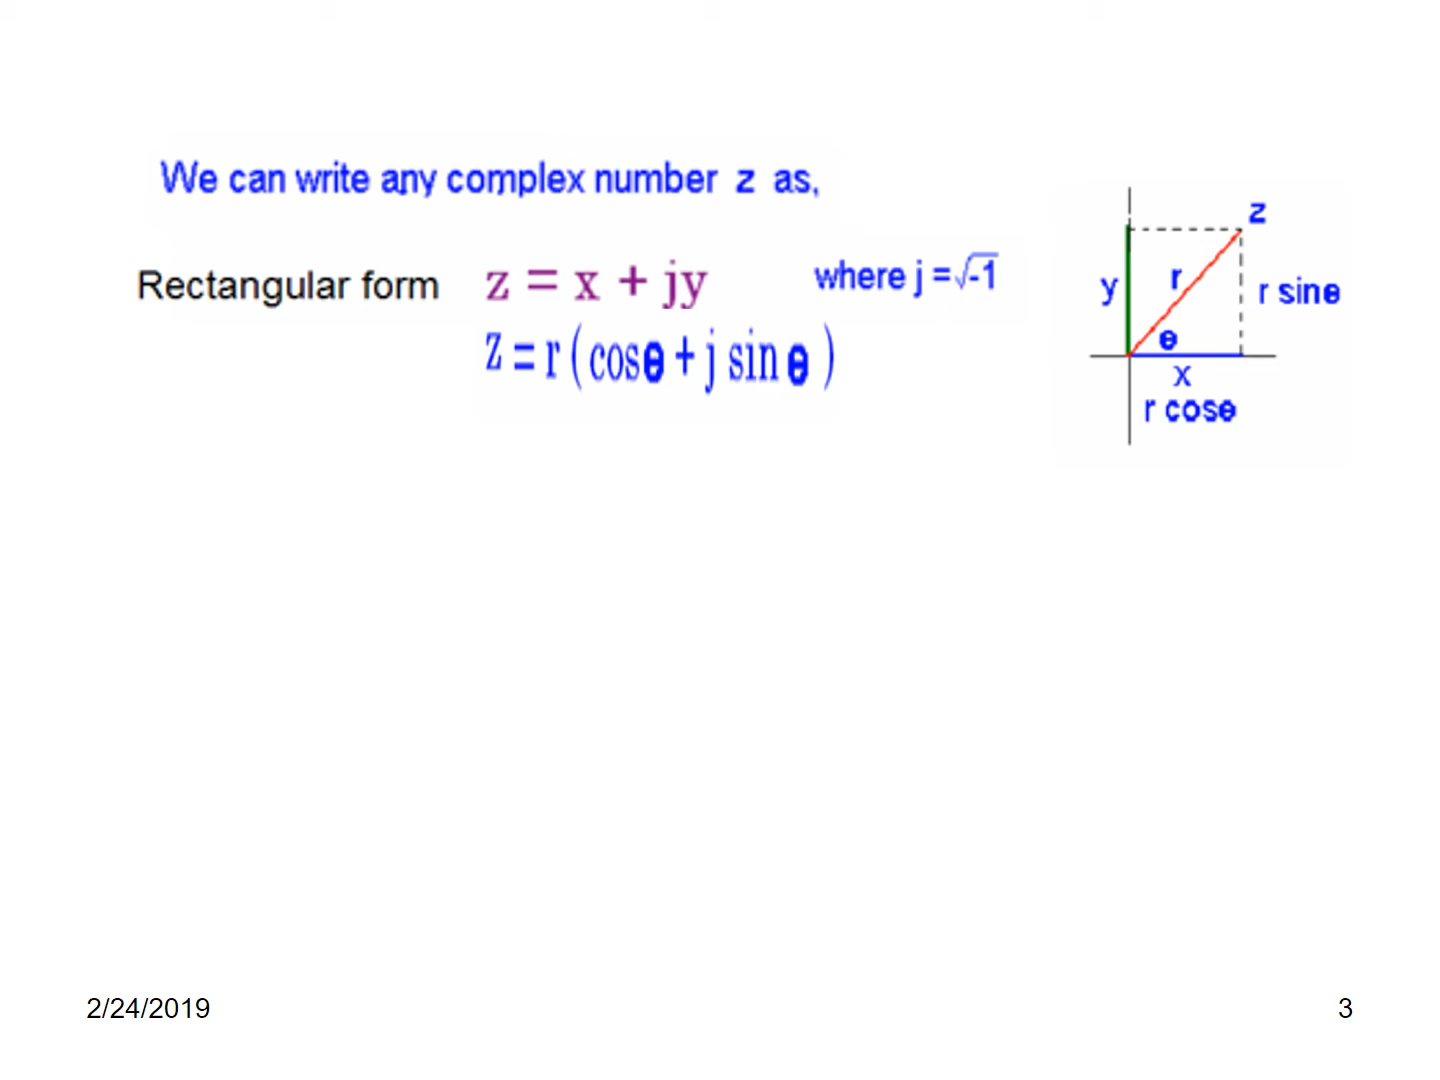 We can write any complex number z as,
Rectangular form z = x + jy where j = √-1
z = r ( cosθ + j sin θ )
z
y r r sinθ
θ
x
r cosθ
2/24/2019 3